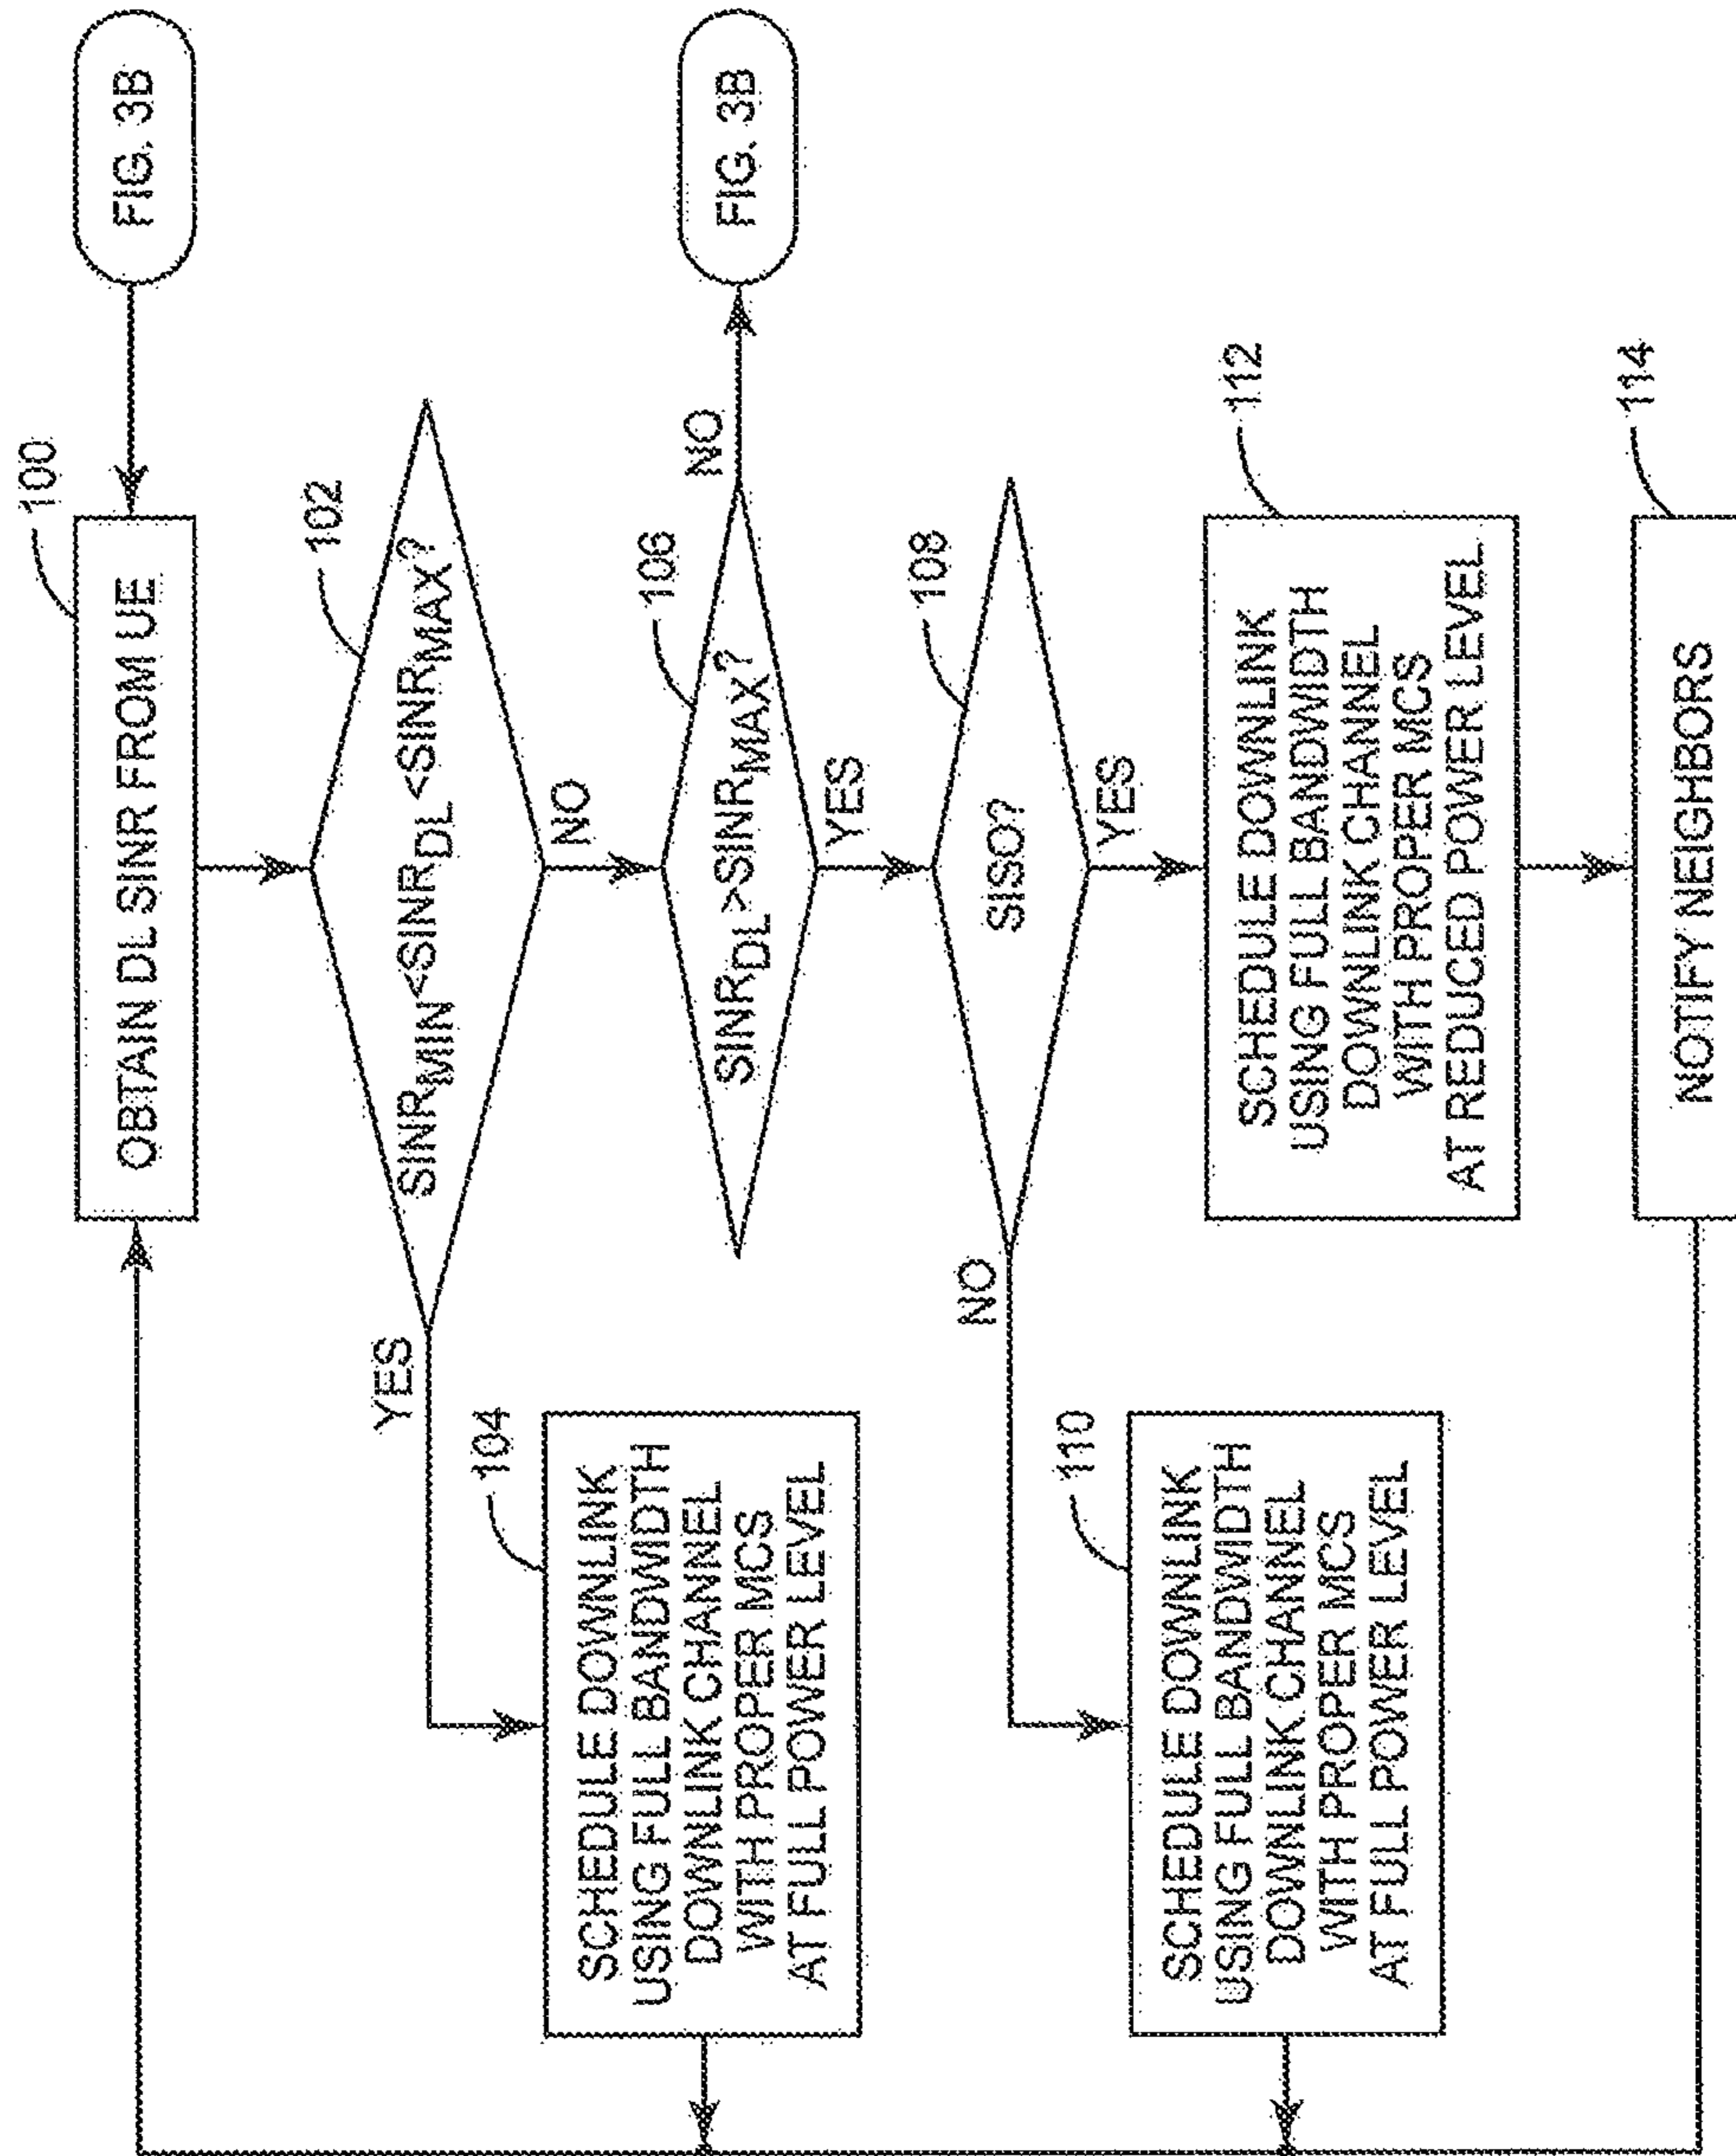 100
OBTAIN DL SINR FROM UE
FIG. 3B
102
SINRMIN<SINRDL<SINRMAX?
YES
NO
104
SCHEDULE DOWNLINK
USING FULL BANDWIDTH
DOWNLINK CHANNEL
WITH PROPER MCS
AT FULL POWER LEVEL
106
SINRDL>SINRMAX?
NO
FIG. 3B
YES
108
SISO?
NO
YES
110
SCHEDULE DOWNLINK
USING FULL BANDWIDTH
DOWNLINK CHANNEL
WITH PROPER MCS
AT FULL POWER LEVEL
112
SCHEDULE DOWNLINK
USING FULL BANDWIDTH
DOWNLINK CHANNEL
WITH PROPER MCS
AT REDUCED POWER LEVEL
114
NOTIFY NEIGHBORS